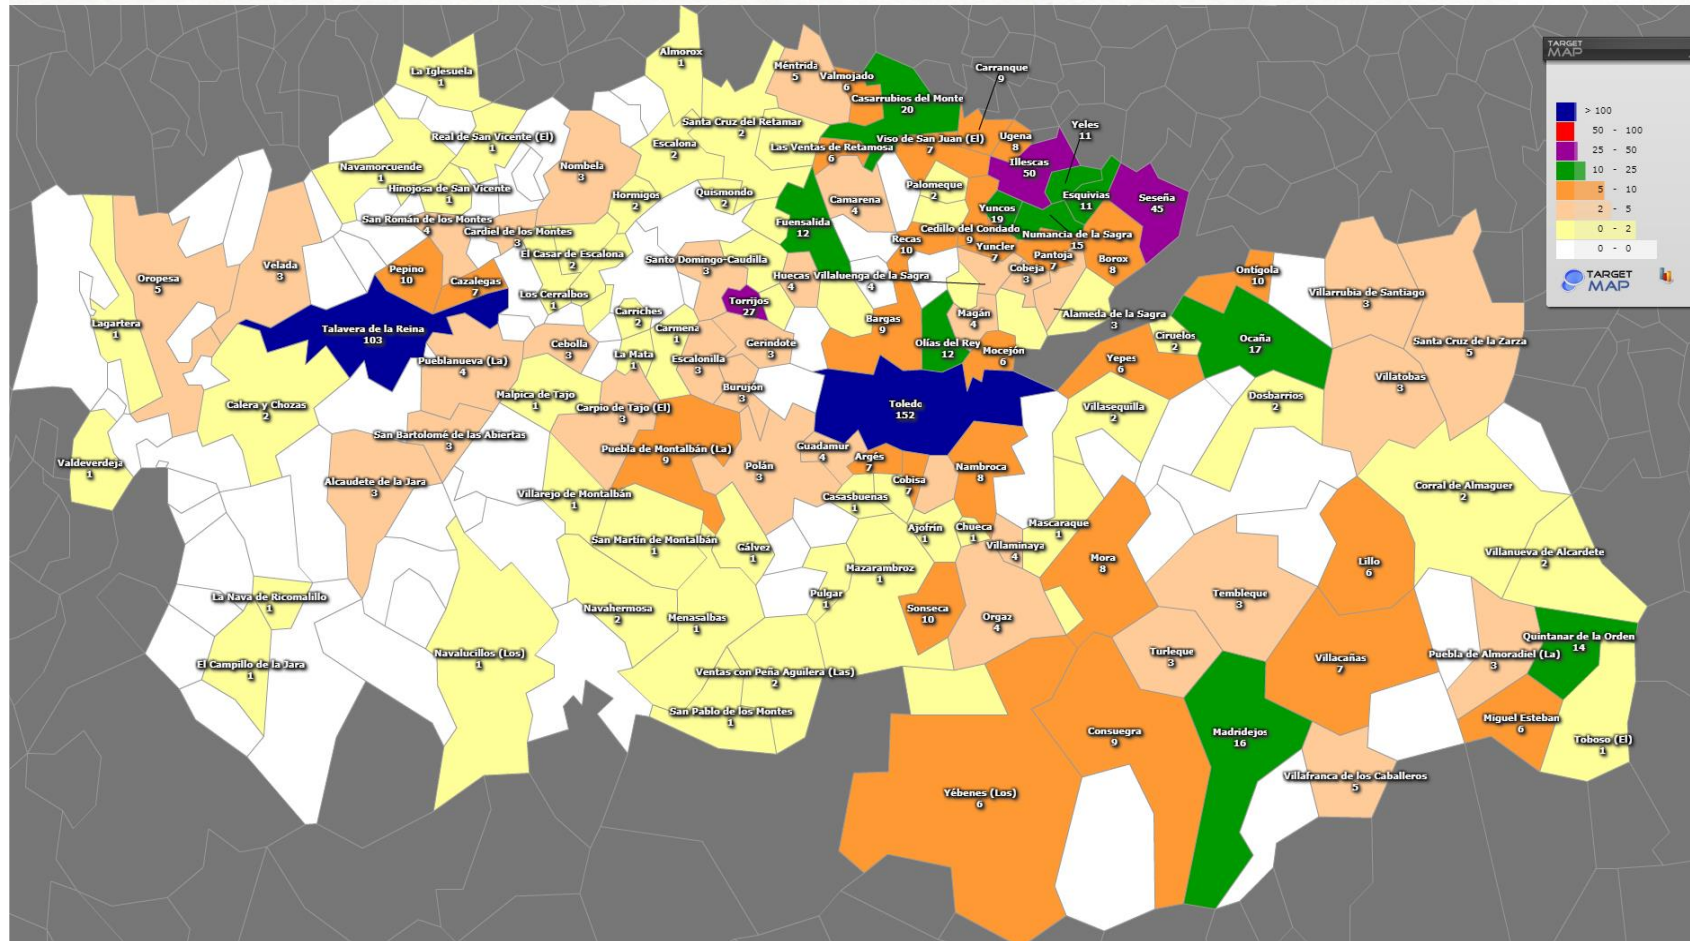 TARGET
MAP
> 100
50 - 100
25 - 50
10 - 25
5 - 10
2 - 5
0 - 2
0 - 0
TARGET
MAP
Almorox
1
La Iglesuela
1
Méntrida
5
Valmojado
6
Carranque
9
Casarrubios del Monte
20
Santa Cruz del Retamar
2
Real de San Vicente (El)
1
Escalona
2
Las Ventas de Retamosa
6
Viso de San Juan (El)
7
Ugena
8
Yeles
11
Illescas
50
Navamorcuende
1
Nombela
3
Hinojosa de San Vicente
1
Hormigos
2
Quismondo
2
Camarena
4
Palomeque
2
Esquivias
11
Seseña
45
San Román de los Montes
4
Cardiel de los Montes
3
Fuensalida
12
Yuncos
19
Cedillo del Condado
9
Numancia de la Sagra
15
Recas
10
Yuncler
7
Pantoja
7
Borox
8
El Casar de Escalona
2
Santo Domingo-Caudilla
3
Huecas
4
Villaluenga de la Sagra
4
Cobeja
3
Oropesa
5
Velada
3
Pepino
10
Cazalegas
7
Ontígola
10
Villarrubia de Santiago
3
Los Cerralbos
1
Torrijos
27
Lagartera
1
Talavera de la Reina
103
Carriches
2
Carmena
1
Bargas
9
Magán
4
Alameda de la Sagra
3
Ciruelos
2
Ocaña
17
Santa Cruz de la Zarza
5
Cebolla
3
La Mata
1
Gerindote
3
Olías del Rey
12
Mocejón
6
Pueblanueva (La)
4
Escalonilla
3
Yepes
6
Villatobas
3
Burujón
3
Malpica de Tajo
1
Calera y Chozas
2
Carpio de Tajo (El)
3
Toledo
152
Villasequilla
2
Dosbarrios
2
San Bartolomé de las Abiertas
3
Puebla de Montalbán (La)
9
Guadamur
4
Argés
7
Valdeverdeja
1
Polán
3
Nambroca
8
Alcaudete de la Jara
3
Cobisa
7
Corral de Almaguer
2
Villarejo de Montalbán
1
Casasbuenas
1
Ajofrín
1
Chueca
1
Mascaraque
1
San Martín de Montalbán
1
Gálvez
1
Villaminaya
4
Villanueva de Alcardete
2
Mora
8
Lillo
6
Mazarambroz
1
La Nava de Ricomalillo
1
Pulgar
1
Tembleque
3
Navahermosa
2
Menasalbas
1
Sonseca
10
Orgaz
4
Quintanar de la Orden
14
Navalucillos (Los)
1
Turleque
3
Villacañas
7
Puebla de Almoradiel (La)
3
El Campillo de la Jara
1
Ventas con Peña Aguilera (Las)
2
San Pablo de los Montes
1
Miguel Esteban
6
Consuegra
9
Madridejos
16
Toboso (El)
1
Villafranca de los Caballeros
5
Yébenes (Los)
6